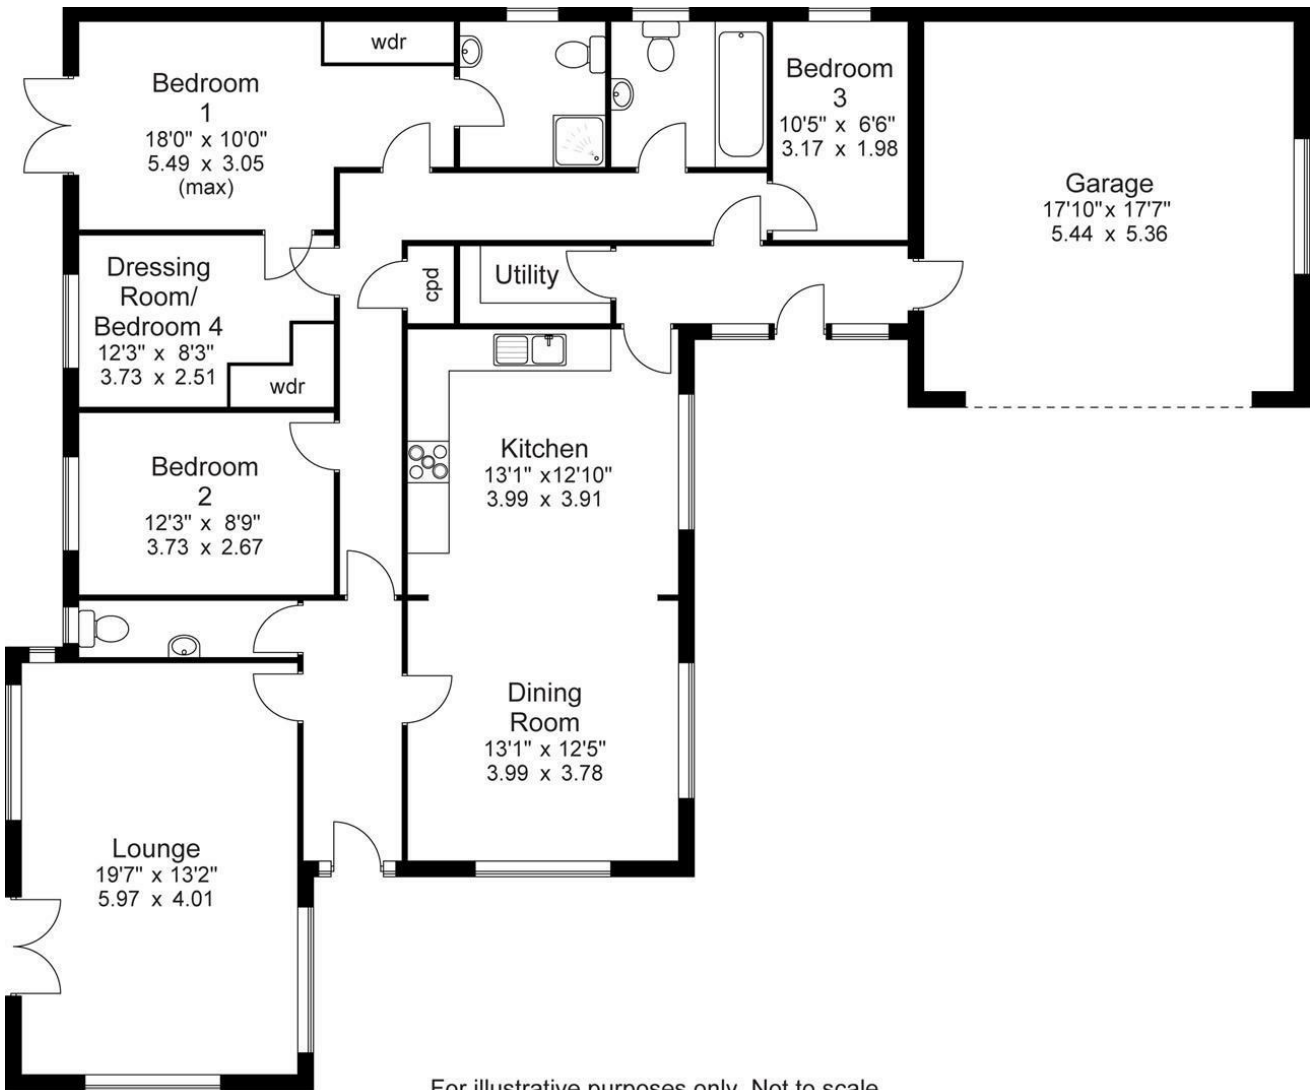 wdr
Bedroom
1
18'0" x 10'0"
5.49 x 3.05
(max)
Bedroom
3
10'5" x 6'6"
3.17 x 1.98
Garage
17'10"x 17'7"
5.44 x 5.36
Dressing
Room/
Bedroom 4
12'3" x 8'3"
3.73 x 2.51
wdr
cpd
Utility
Bedroom
2
12'3" x 8'9"
3.73 x 2.67
Kitchen
13'1" x12'10"
3.99 x 3.91
Dining
Room
13'1" x 12'5"
3.99 x 3.78
Lounge
19'7" x 13'2"
5.97 x 4.01
For illustrative purposes only. Not to scale